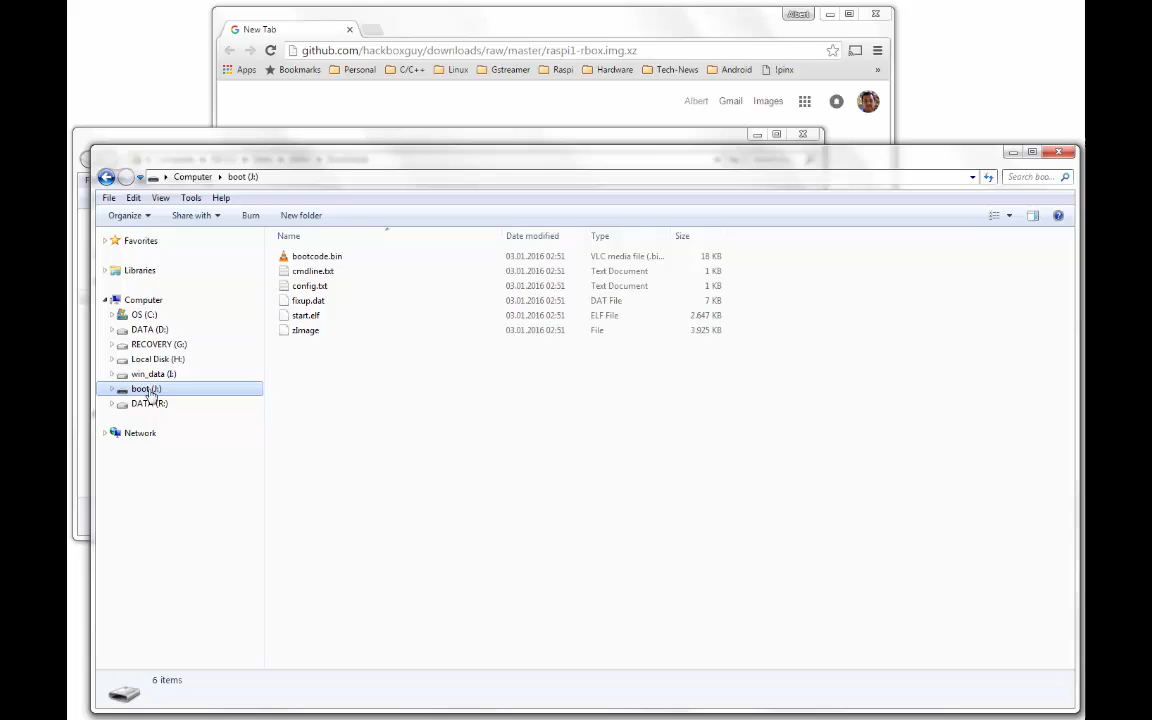 Albert
New Tab
github.com/hackboxguy/downloads/raw/master/raspi1-rbox.img.xz
Apps Bookmarks Personal C/C++ Linux Gstreamer Raspi Hardware Tech-News Android !pinx »
Albert Gmail Images
Computer boot (J:)
Search boo...
File Edit View Tools Help
Organize Share with Burn New folder
Name Date modified Type Size
Favorites
Libraries
Computer
OS (C:)
DATA (D:)
RECOVERY (G:)
Local Disk (H:)
win_data (I:)
boot (J:)
DATA (R:)
Network
bootcode.bin 03.01.2016 02:51 VLC media file (.bi... 18 KB
cmdline.txt 03.01.2016 02:51 Text Document 1 KB
config.txt 03.01.2016 02:51 Text Document 1 KB
fixup.dat 03.01.2016 02:51 DAT File 7 KB
start.elf 03.01.2016 02:51 ELF File 2.647 KB
zImage 03.01.2016 02:51 File 3.925 KB
6 items